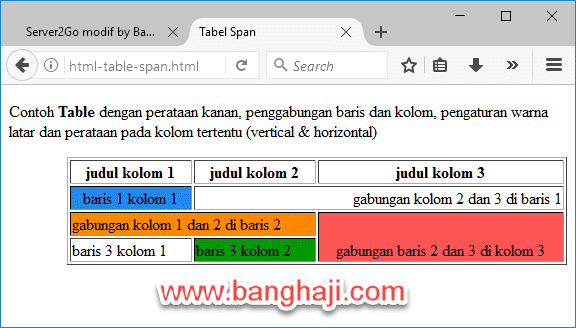 Server2Go modif by Ba...
Tabel Span
html-table-span.html
Search
Contoh Table dengan perataan kanan, penggabungan baris dan kolom, pengaturan warna
latar dan perataan pada kolom tertentu (vertical & horizontal)
judul kolom 1 judul kolom 2 judul kolom 3
baris 1 kolom 1 gabungan kolom 2 dan 3 di baris 1
gabungan kolom 1 dan 2 di baris 2
baris 3 kolom 1 baris 3 kolom 2 gabungan baris 2 dan 3 di kolom 3
www.banghaji.com